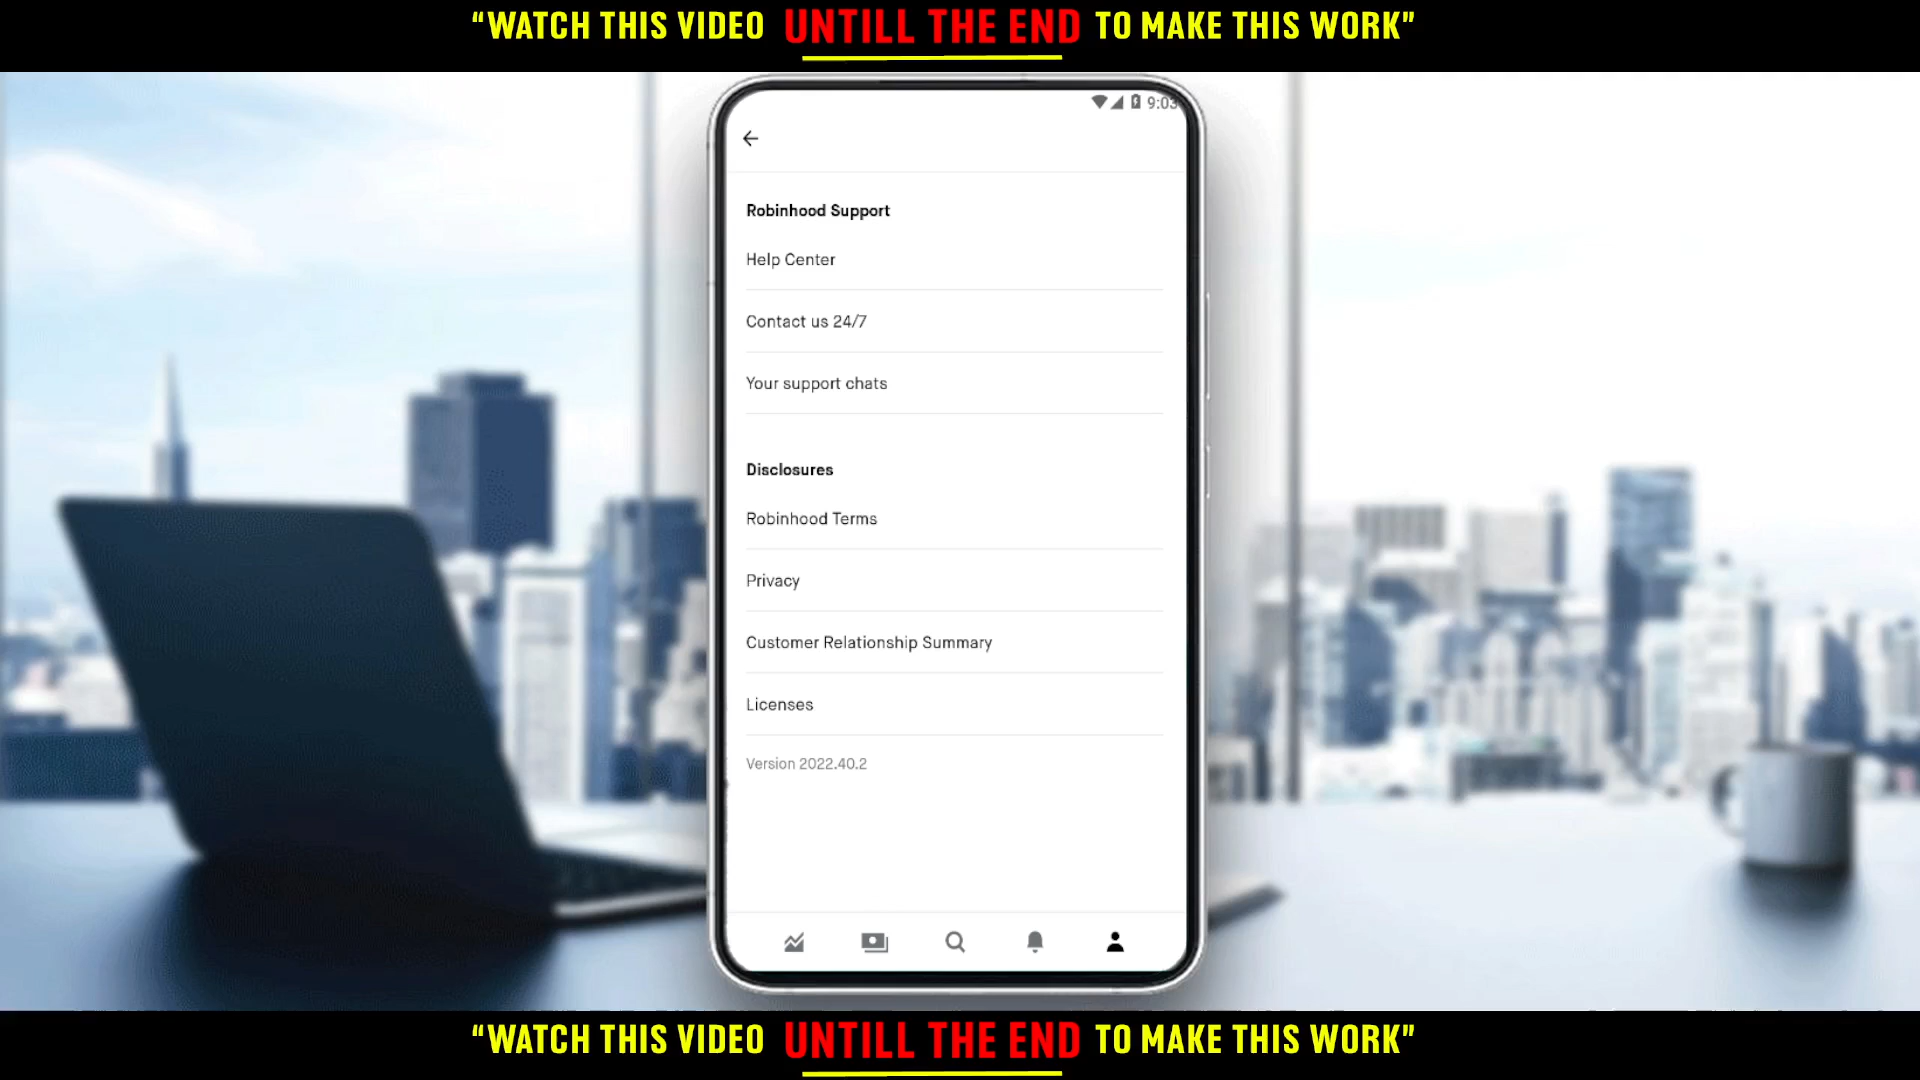 “WATCH THIS VIDEO UNTILL THE END TO MAKE THIS WORK”
9:03
Robinhood Support
Help Center
Contact us 24/7
Your support chats
Disclosures
Robinhood Terms
Privacy
Customer Relationship Summary
Licenses
Version 2022.40.2
“WATCH THIS VIDEO UNTILL THE END TO MAKE THIS WORK”